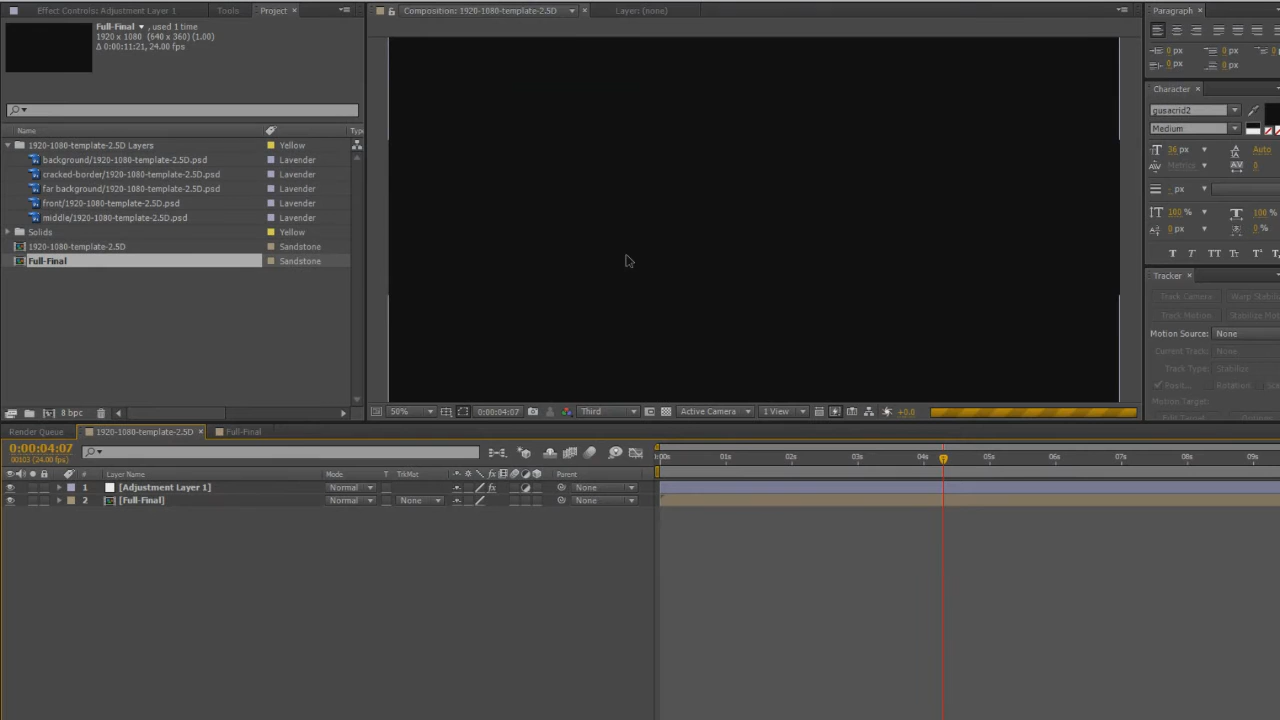 Effect Controls: Adjustment Layer 1 Tools Project
Composition: 1920-1080-template-2.5D Layer: (none)
Paragraph
Full-Final , used 1 time
1920 x 1080 (640 x 360) (1.00)
Δ 0:00:11:21, 24.00 fps
0 px 0 px
0 px 0 px
Character
gusacrid2
Medium
36 px Auto
Metrics 0
- px
100 % 100 %
0 px 0 %
T T TT Tr
Name Typ
1920-1080-template-2.5D Layers Yellow
background/1920-1080-template-2.5D.psd Lavender
cracked-border/1920-1080-template-2.5D.psd Lavender
far background/1920-1080-template-2.5D.psd Lavender
front/1920-1080-template-2.5D.psd Lavender
middle/1920-1080-template-2.5D.psd Lavender
Solids Yellow
1920-1080-template-2.5D Sandstone
Full-Final Sandstone
Tracker
Track Camera Warp Stabiliz
Track Motion Stabilize Mot
Motion Source: None
Current Track: None
Track Type: Stabilize
Positi... Rotation
Motion Target:
8 bpc
50% 0:00:04:07 Third Active Camera 1 View +0.0
Render Queue 1920-1080-template-2.5D Full-Final
0:00:04:07
00103 (24.00 fps)
:00s 01s 02s 03s 04s 05s 06s 07s 08s 09s
# Layer Name Mode T TrkMat Parent
1 [Adjustment Layer 1] Normal None
2 [Full-Final] Normal None None